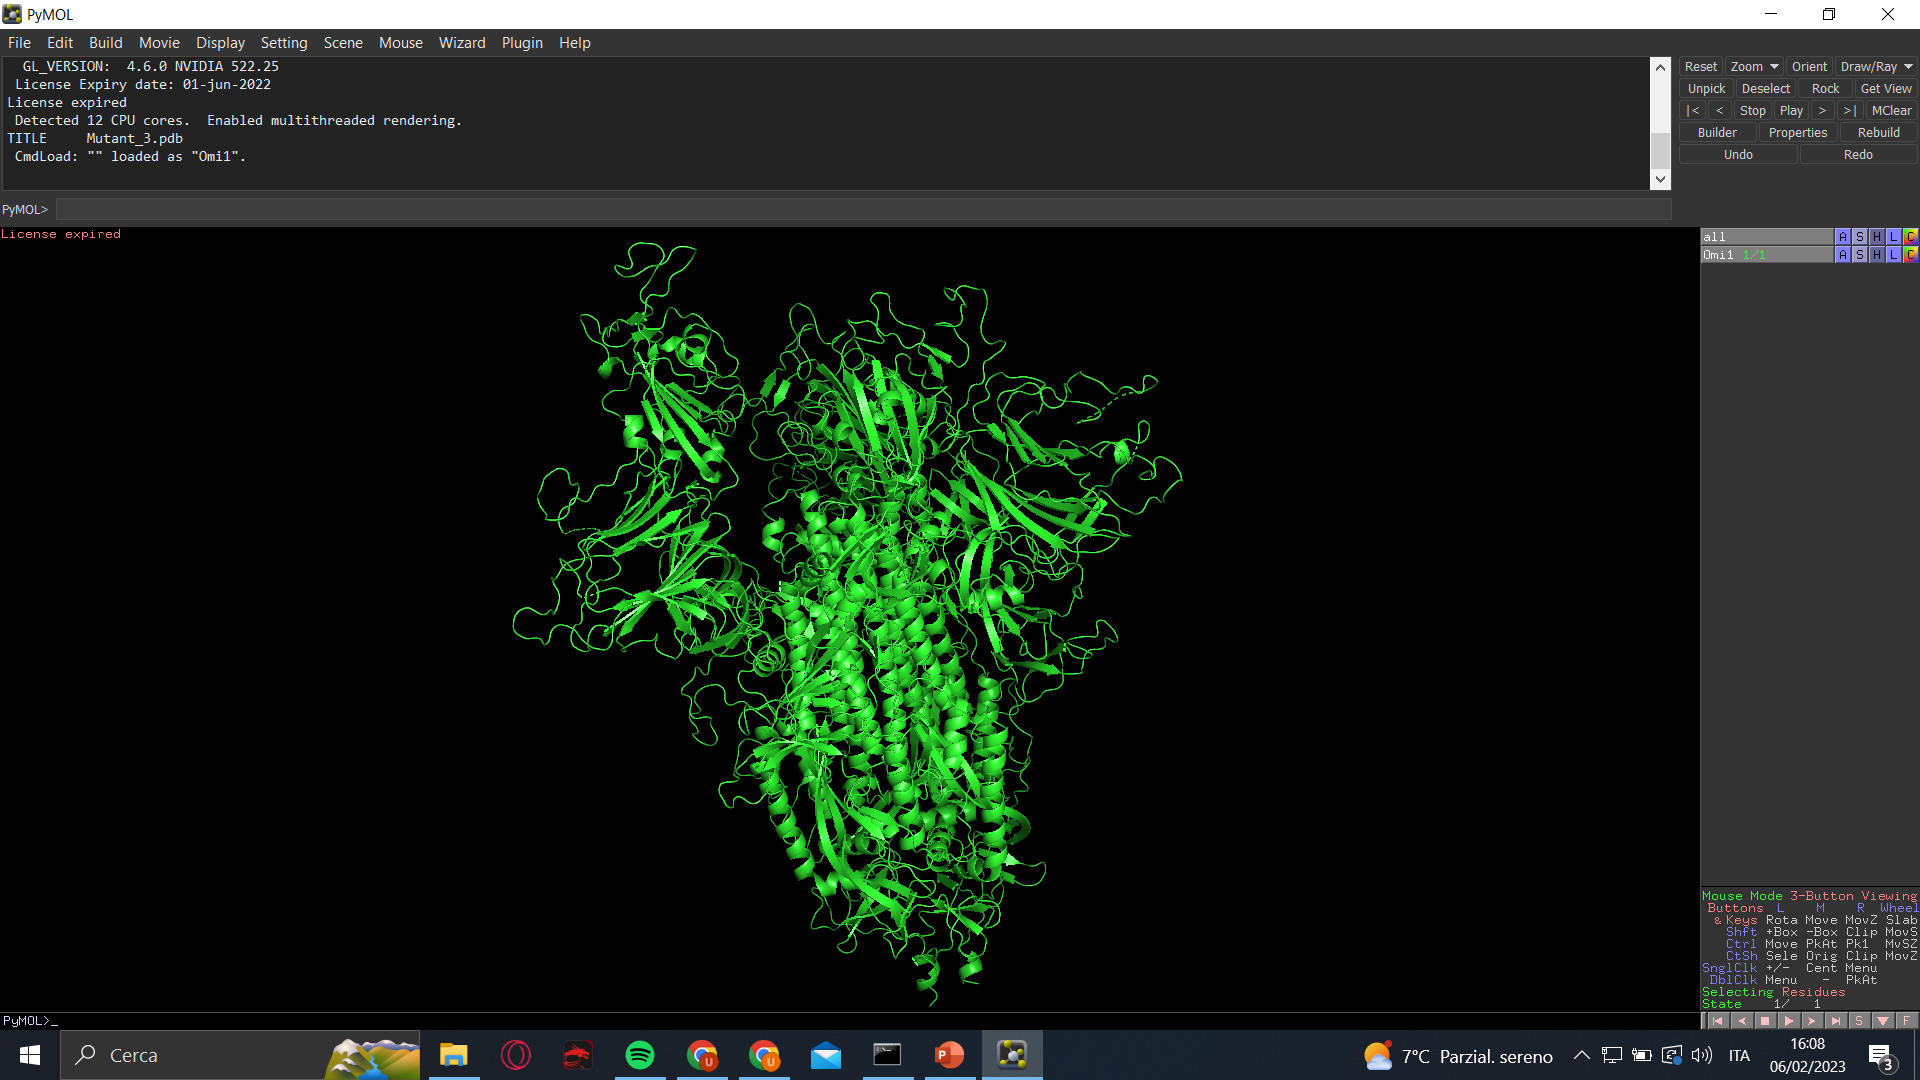 PyMOL
File Edit Build Movie Display Setting Scene Mouse Wizard Plugin Help
GL_VERSION: 4.6.0 NVIDIA 522.25
License Expiry date: 01-jun-2022
License expired
Detected 12 CPU cores. Enabled multithreaded rendering.
TITLE Mutant_3.pdb
CmdLoad: "" loaded as "Omi1".
PyMOL>
Reset Zoom Orient Draw/Ray
Unpick Deselect Rock Get View
|< < Stop Play > >| MClear
Builder Properties Rebuild
Undo Redo
License expired
all A S H L C
Omi1 1/1 A S H L C
Mouse Mode 3-Button Viewing
Buttons L M R Wheel
& Keys Rota Move MovZ Slab
Shft +Box -Box Clip MovS
Ctrl Move PkAt Pk1 MvSZ
CtSh Sele Orig Clip MovZ
SnglClk +/- Cent Menu
DblClk Menu - PkAt
Selecting Residues
State 1/ 1
S F
PyMOL>_
Cerca
7°C Parzial. sereno
ITA
16:08
06/02/2023
3